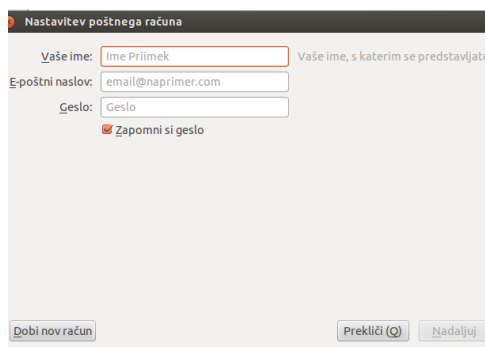 Nastavitev poštnega računa
Vaše ime: Ime Priimek Vaše ime, s katerim se predstavljate
E-poštni naslov: email@naprimer.com
Geslo: Geslo
Zapomni si geslo
Dobi nov račun Prekliči (Q) Nadaljuj